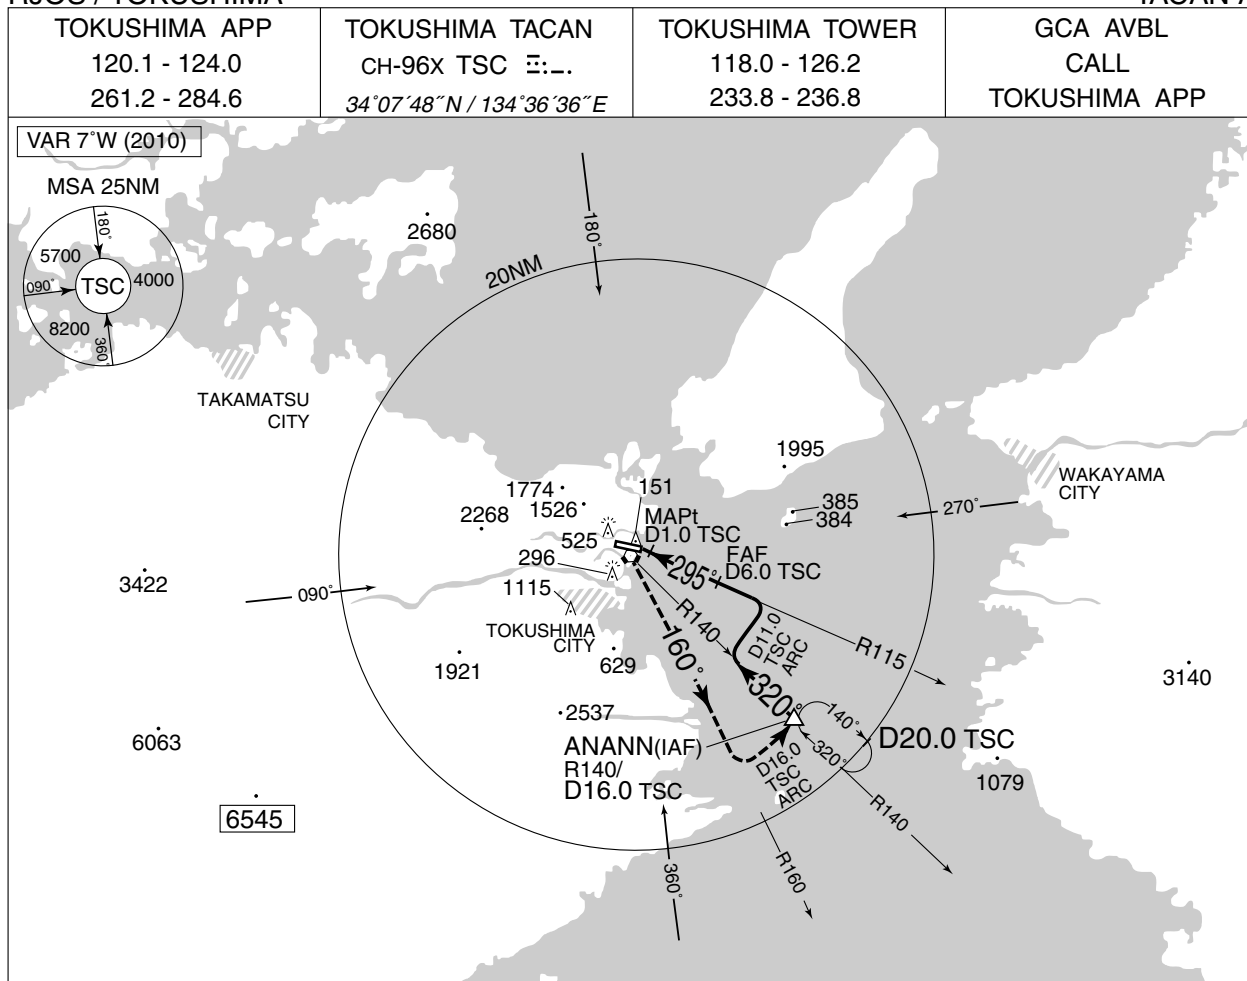 RJOS / TOKUSHIMA
TACAN A
TOKUSHIMA APP
120.1 - 124.0
261.2 - 284.6
TOKUSHIMA TACAN
CH-96X TSC
34°07´48˝N / 134°36´36˝E
TOKUSHIMA TOWER
118.0 - 126.2
233.8 - 236.8
GCA AVBL
CALL
TOKUSHIMA APP
VAR 7°W (2010)
MSA 25NM
180°
5700
4000
090°
TSC
8200
360°
2680
180°
20NM
TAKAMATSU
CITY
1995
WAKAYAMA
CITY
1774
151
1526
385
2268
MAPt
384
270°
D1.0 TSC
525
FAF
296
D6.0 TSC
295°
3422
1115
090°
R140
D11.0
TSC
ARC
TOKUSHIMA
CITY
160°
R115
629
1921
3140
320°
2537
140°
6063
ANANN(IAF)
D20.0 TSC
R140/
D16.0 TSC
320°
D16.0
TSC
ARC
1079
6545
R140
360°
R160